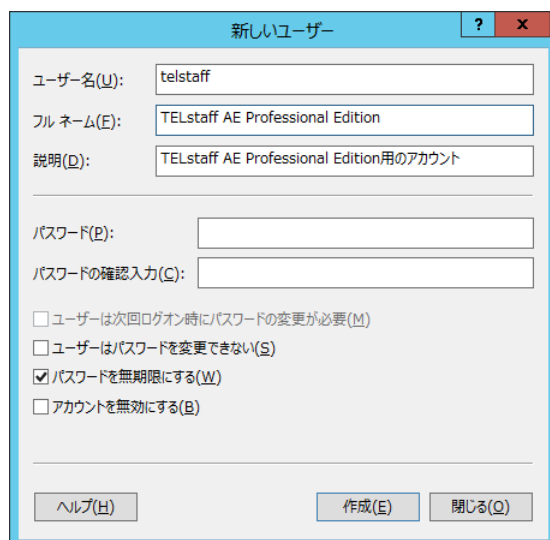 新しいユーザー
?
x
ユーザー名(U): telstaff
フル ネーム(F): TELstaff AE Professional Edition
説明(D): TELstaff AE Professional Edition用のアカウント
パスワード(P):
パスワードの確認入力(C):
ユーザーは次回ログオン時にパスワードの変更が必要(M)
ユーザーはパスワードを変更できない(S)
パスワードを無期限にする(W)
アカウントを無効にする(B)
ヘルプ(H) 作成(E) 閉じる(O)